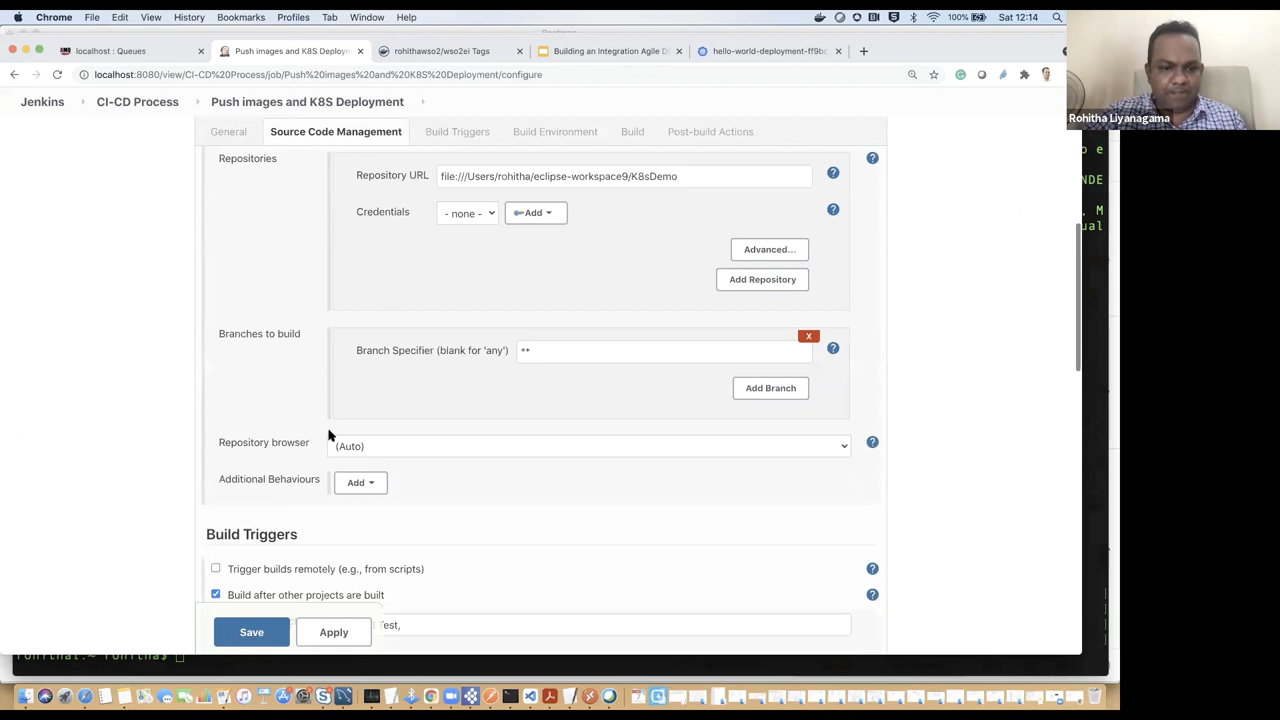 Chrome File Edit View History Bookmarks Profiles Tab Window Help 100% Sat 12:14
localhost : Queues × Push images and K8S Deploy × rohithawso2/wso2ei Tags × Building an Integration Agile D × hello-world-deployment-ff9bc × +
localhost:8080/view/CI-CD%20Process/job/Push%20images%20and%20K8S%20Deployment/configure
Jenkins CI-CD Process Push images and K8S Deployment
Rohitha Liyanagama
General Source Code Management Build Triggers Build Environment Build Post-build Actions
o e
Repositories
Repository URL file:///Users/rohitha/eclipse-workspace9/K8sDemo
NDE
, M
Credentials - none - Add
ual
Advanced...
Add Repository
Branches to build
X
Branch Specifier (blank for 'any') **
Add Branch
Repository browser (Auto)
Additional Behaviours Add
Build Triggers
Trigger builds remotely (e.g., from scripts)
Build after other projects are built
Test,
Save Apply